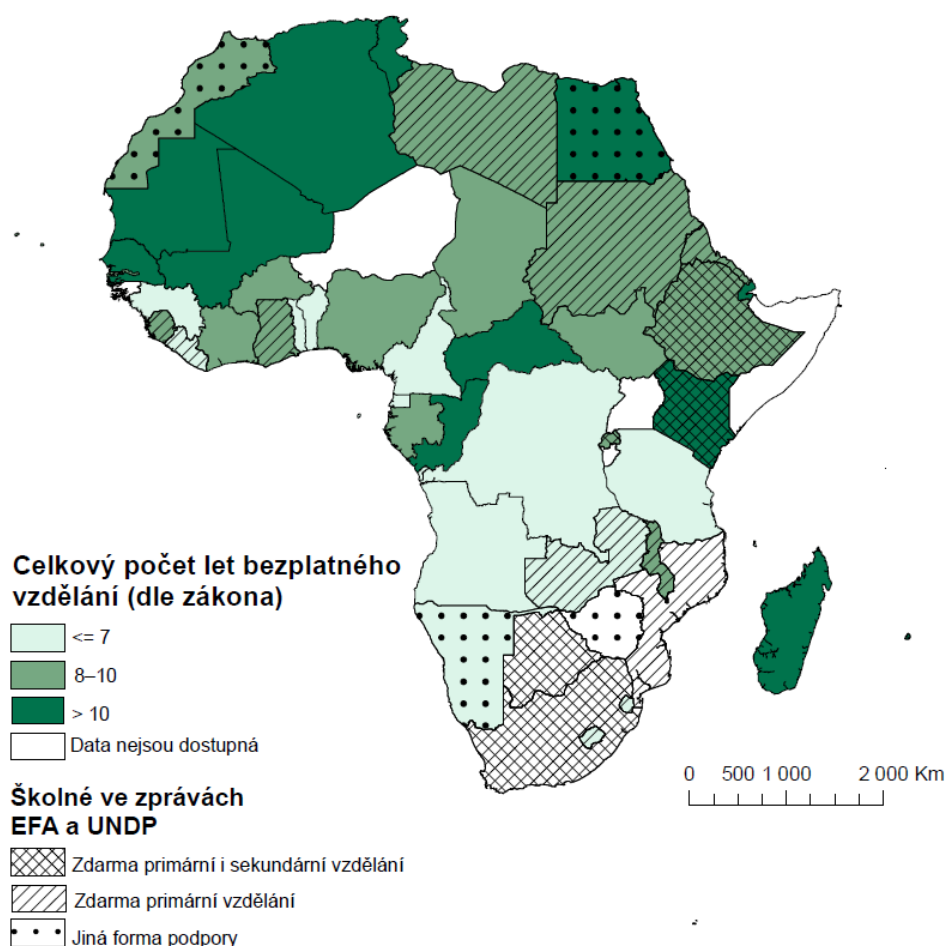 Celkový počet let bezplatného
vzdělání (dle zákona)
<= 7
8–10
> 10
Data nejsou dostupná
0 500 1 000 2 000 Km
Školné ve zprávách
EFA a UNDP
Zdarma primární i sekundární vzdělání
Zdarma primární vzdělání
Jiná forma podpory